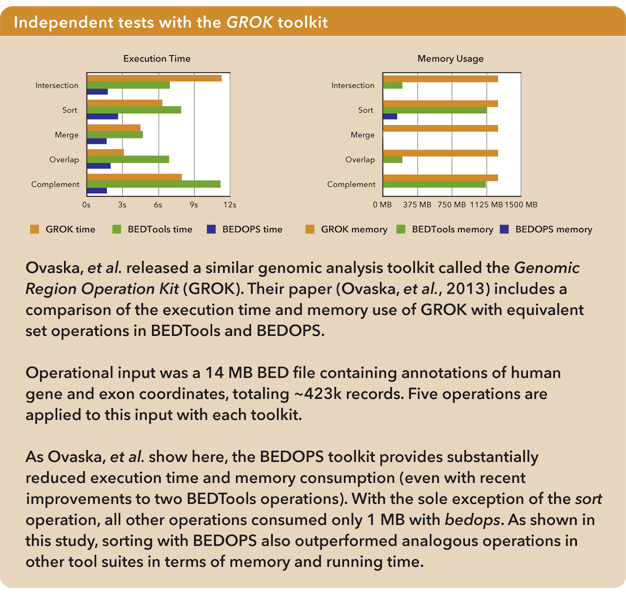 Independent tests with the GROK toolkit
Execution Time
Intersection
Sort
Merge
Overlap
Complement
0s 3s 6s 9s 12s
GROK time BEDTools time BEDOPS time
Memory Usage
Intersection
Sort
Merge
Overlap
Complement
0 MB 375 MB 750 MB 1125 MB 1500 MB
GROK memory BEDTools memory BEDOPS memory
Ovaska, et al. released a similar genomic analysis toolkit called the Genomic
Region Operation Kit (GROK). Their paper (Ovaska, et al., 2013) includes a
comparison of the execution time and memory use of GROK with equivalent
set operations in BEDTools and BEDOPS.
Operational input was a 14 MB BED file containing annotations of human
gene and exon coordinates, totaling ~423k records. Five operations are
applied to this input with each toolkit.
As Ovaska, et al. show here, the BEDOPS toolkit provides substantially
reduced execution time and memory consumption (even with recent
improvements to two BEDTools operations). With the sole exception of the sort
operation, all other operations consumed only 1 MB with bedops. As shown in
this study, sorting with BEDOPS also outperformed analogous operations in
other tool suites in terms of memory and running time.